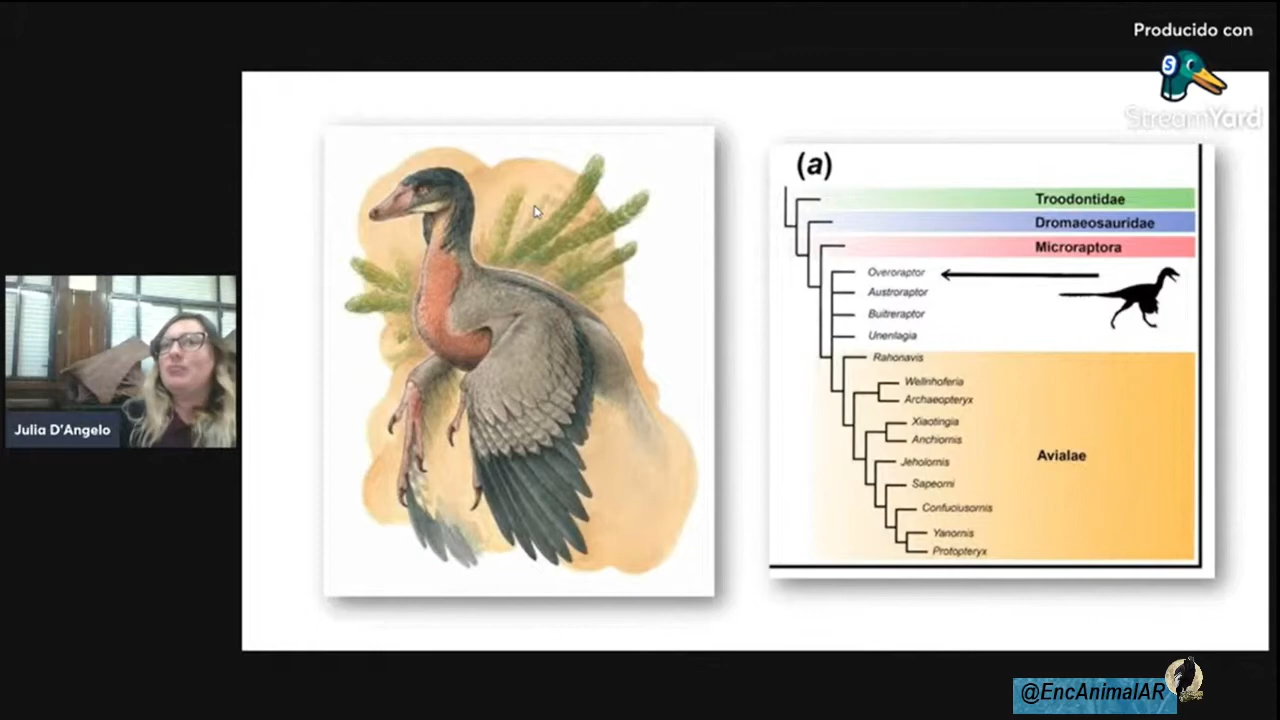 Producido con
StreamYard
(a)
Troodontidae
Dromaeosauridae
Microraptora
Overoraptor
Austroraptor
Buitreraptor
Unenlagia
Rahonavis
Wellnhoferia
Archaeopteryx
Xiaotingia
Anchiornis
Avialae
Jeholornis
Sapeorni
Confuciusornis
Yanornis
Protopteryx
Julia D'Angelo
@EncAnimalAR